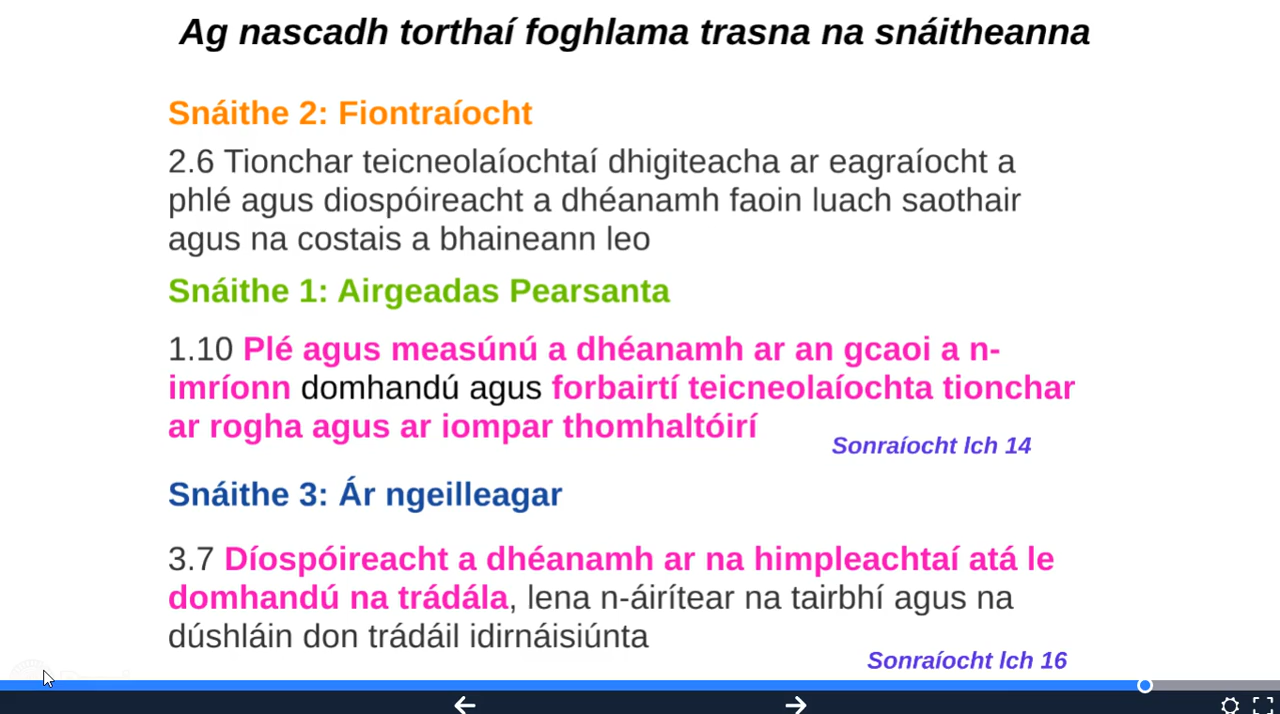 Ag nascadh torthaí foghlama trasna na snáitheanna
Snáithe 2: Fiontraíocht
2.6 Tionchar teicneolaíochtaí dhigiteacha ar eagraíocht a
phlé agus diospóireacht a dhéanamh faoin luach saothair
agus na costais a bhaineann leo
Snáithe 1: Airgeadas Pearsanta
1.10 Plé agus measúnú a dhéanamh ar an gcaoi a n-
imríonn domhandú agus forbairtí teicneolaíochta tionchar
ar rogha agus ar iompar thomhaltóirí
Sonraíocht lch 14
Snáithe 3: Ár ngeilleagar
3.7 Díospóireacht a dhéanamh ar na himpleachtaí atá le
domhandú na trádála, lena n-áirítear na tairbhí agus na
dúshláin don trádáil idirnáisiúnta
Sonraíocht lch 16